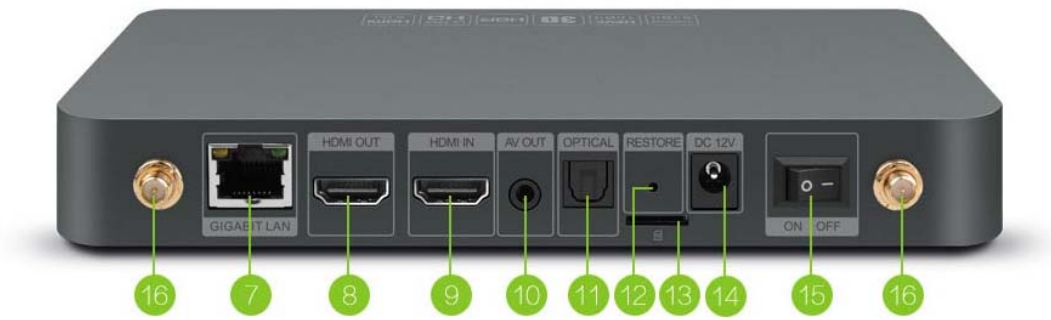 HDMI OUT
HDMI IN
AV OUT
OPTICAL
RESTORE
DC 12V
GIGABIT LAN
ON
OFF
16
7
8
9
10
11
12
13
14
15
16